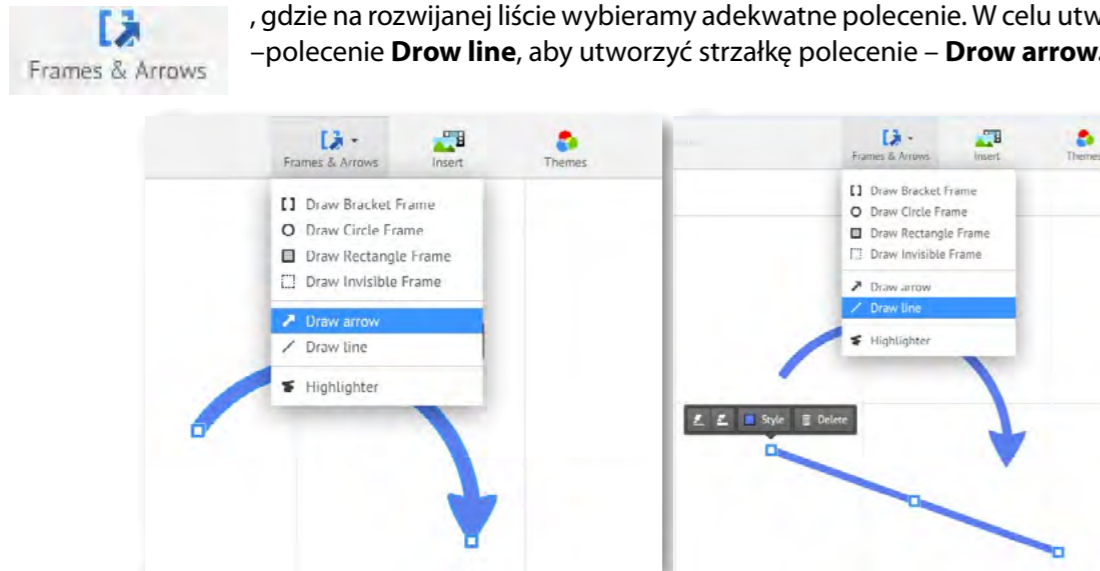 , gdzie na rozwijanej liście wybieramy adekwatne polecenie. W celu utw
–polecenie Drow line, aby utworzyć strzałkę polecenie – Drow arrow.
Frames & Arrows
Frames & Arrows Insert Themes
Draw Bracket Frame
Draw Circle Frame
Draw Rectangle Frame
Draw Invisible Frame
Draw arrow
Draw line
Highlighter
Frames & Arrows Insert Themes
Draw Bracket Frame
Draw Circle Frame
Draw Rectangle Frame
Draw Invisible Frame
Draw arrow
Draw line
Highlighter
Style Delete